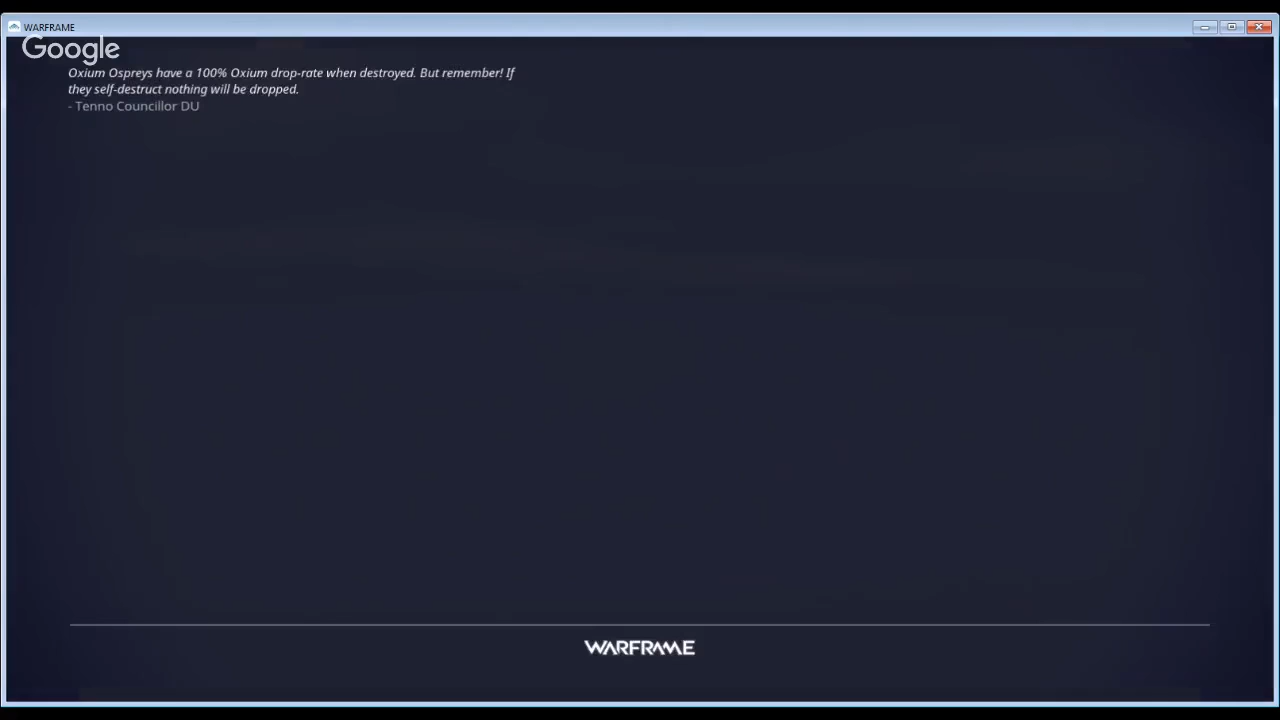 WARFRAME
Google
Oxium Ospreys have a 100% Oxium drop-rate when destroyed. But remember! If
they self-destruct nothing will be dropped.
- Tenno Councillor DU
WARFRAME